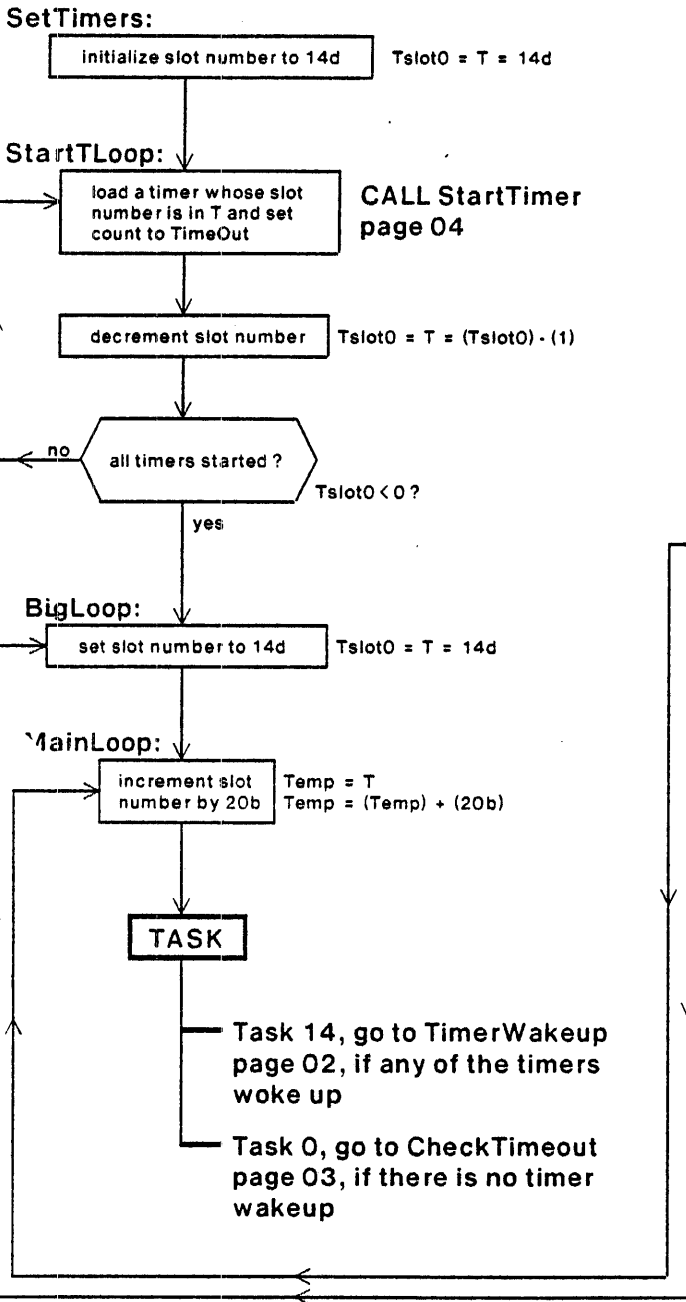 SetTimers:
initialize slot number to 14d
Tslot0 = T = 14d
StartTLoop:
load a timer whose slot
number is in T and set
count to TimeOut
CALL StartTimer
page 04
decrement slot number
Tslot0 = T = (Tslot0) - (1)
no
all timers started ?
Tslot0 < 0 ?
yes
BigLoop:
set slot number to 14d
Tslot0 = T = 14d
MainLoop:
increment slot
number by 20b
Temp = T
Temp = (Temp) + (20b)
TASK
Task 14, go to TimerWakeup
page 02, if any of the timers
woke up
Task 0, go to CheckTimeout
page 03, if there is no timer
wakeup